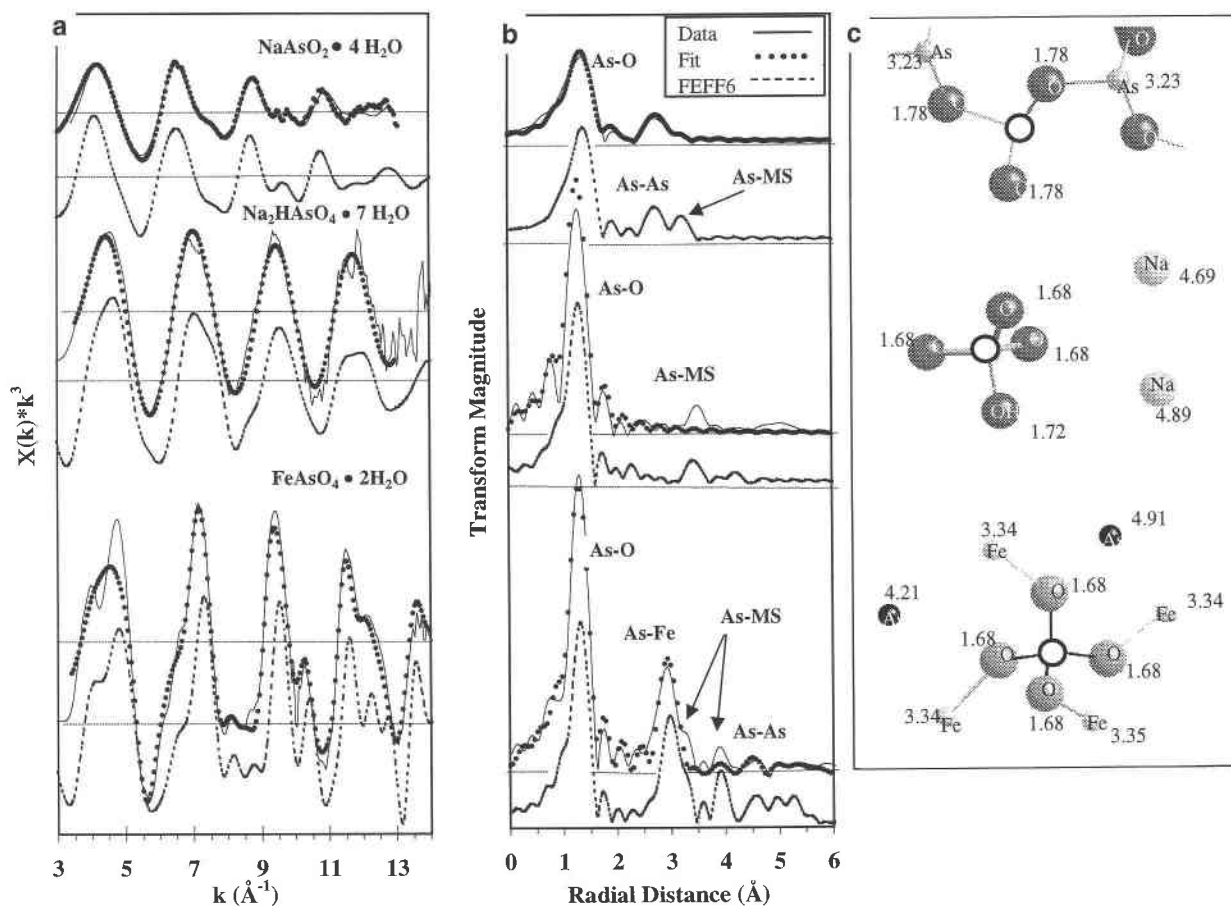 a
NaAsO₂ • 4 H₂O
Na₂HAsO₄ • 7 H₂O
FeAsO₄ • 2H₂O
X(k)*k³
3 5 7 9 11 13
k (Å⁻¹)
b
Data
Fit
FEFF6
As-O
As-As
As-MS
As-O
As-MS
As-O
As-Fe
As-MS
As-As
Transform Magnitude
0 1 2 3 4 5 6
Radial Distance (Å)
c
O
As
3.23
1.78
As
3.23
1.78
1.78
Na
4.69
1.68
1.68
1.68
Na
4.89
1.72
4.91
3.34
Fe
4.21
1.68
O
3.34
Fe
1.68
O
O
1.68
O
3.34
Fe
1.68
Fe
3.35